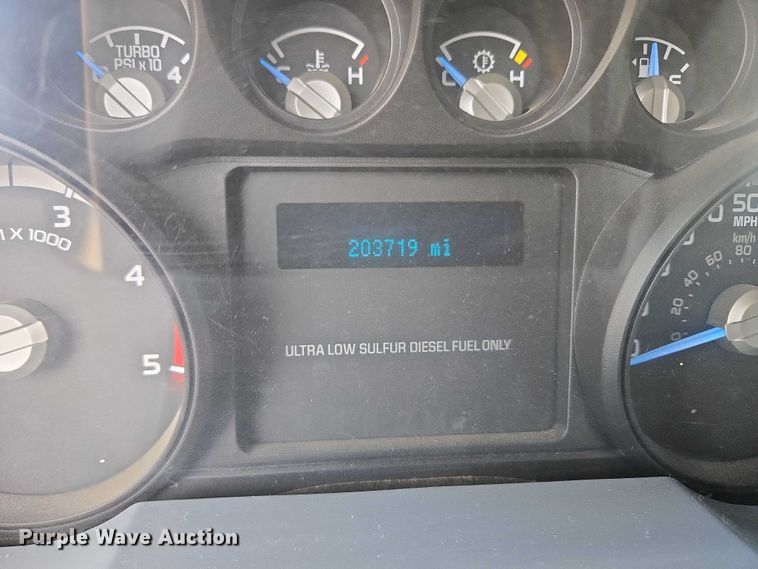 TURBO
PSI x 10
4
H
C
H
3
X 1000
4
5
203719 mi
ULTRA LOW SULFUR DIESEL FUEL ONLY
50
MPH
km/h
80
60
40
20
Purple Wave Auction